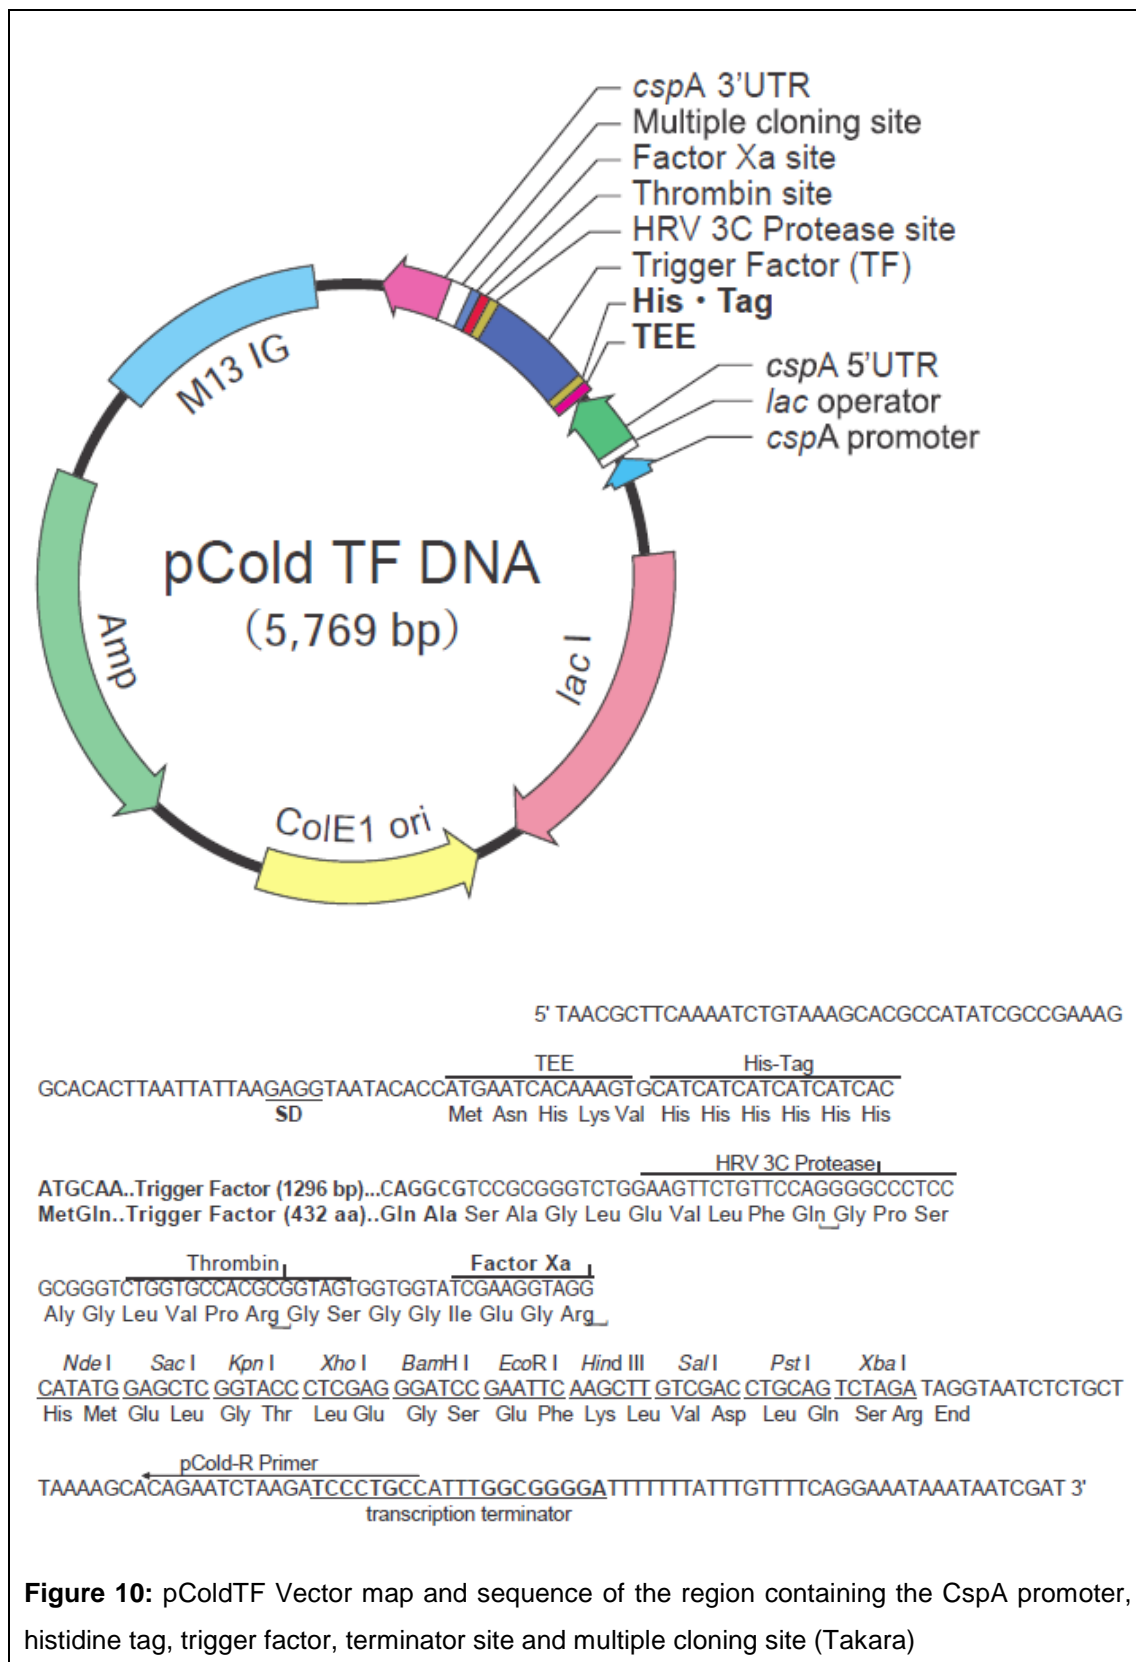 cspA 3'UTR
Multiple cloning site
Factor Xa site
Thrombin site
HRV 3C Protease site
Trigger Factor (TF)
His・Tag
TEE
cspA 5'UTR
lac operator
cspA promoter
M13 IG
Amp
pCold TF DNA
(5,769 bp)
lac I
ColE1 ori
5' TAACGCTTCAAAATCTGTAAAGCACGCCATATCGCCGAAAG
TEE His-Tag
GCACACTTAATTATTAAGAGGTAATACACCATGAATCACAAAGTGCATCATCATCATCATCAC
SD Met Asn His Lys Val His His His His His His
HRV 3C Protease
ATGCAA..Trigger Factor (1296 bp)...CAGGCGTCCGCGGGTCTGGAAGTTCTGTTCCAGGGGCCCTCC
MetGln..Trigger Factor (432 aa)..Gln Ala Ser Ala Gly Leu Glu Val Leu Phe Gln Gly Pro Ser
Thrombin Factor Xa
GCGGGTCTGGTGCCACGCGGTAGTGGTGGTATCGAAGGTAGG
Aly Gly Leu Val Pro Arg Gly Ser Gly Gly Ile Glu Gly Arg
Nde I Sac I Kpn I Xho I BamH I EcoR I Hind III Sal I Pst I Xba I
CATATG GAGCTC GGTACC CTCGAG GGATCC GAATTC AAGCTT GTCGAC CTGCAG TCTAGA TAGGTAATCTCTGCT
His Met Glu Leu Gly Thr Leu Glu Gly Ser Glu Phe Lys Leu Val Asp Leu Gln Ser Arg End
pCold-R Primer
TAAAAGCACAGAATCTAAGATCCCTGCCATTTGGCGGGGATTTTTTTATTTGTTTTCAGGAAATAAATAATCGAT 3'
transcription terminator
Figure 10: pColdTF Vector map and sequence of the region containing the CspA promoter,
histidine tag, trigger factor, terminator site and multiple cloning site (Takara)